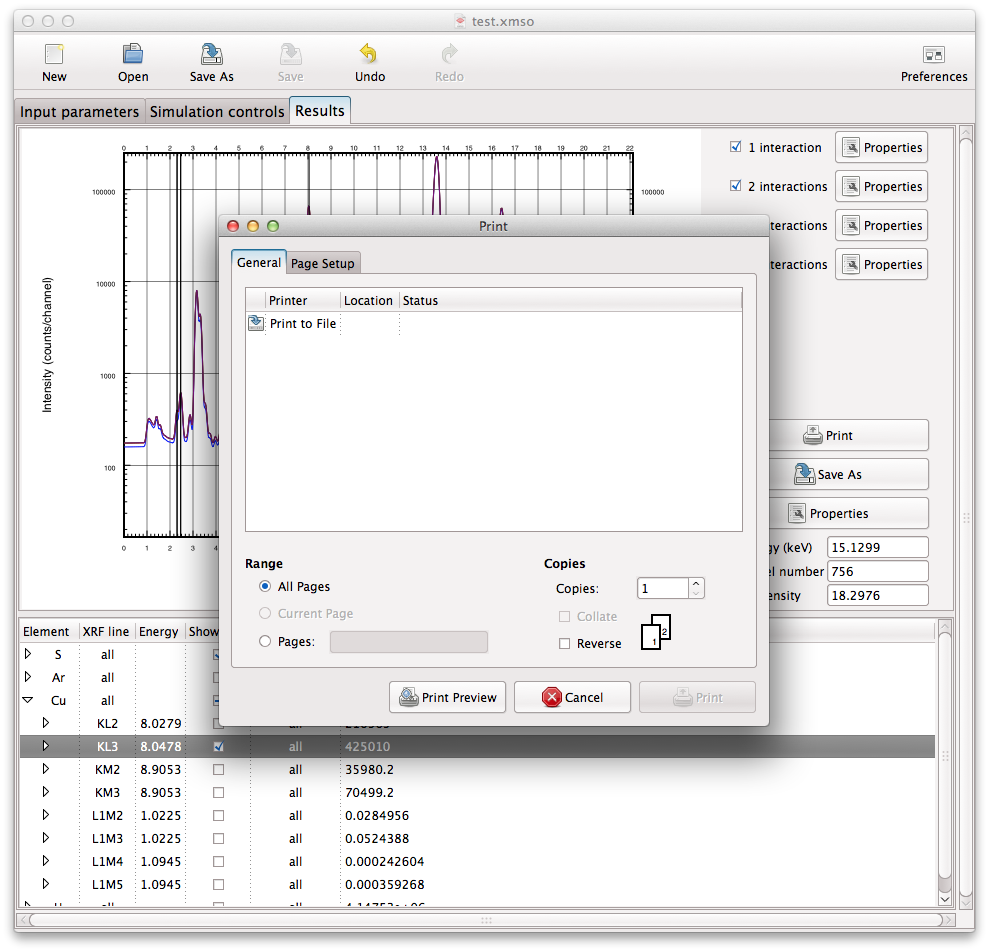 test.xmso
New Open Save As Save Undo Redo Preferences
Input parameters Simulation controls Results
0 1 2 3 4 5 6 7 8 9 10 11 12 13 14 15 16 17 18 19 20 21 22
100000 100000
10000
1000
100
Intensity (counts/channel)
0 1 2 3 4
1 interaction Properties
2 interactions Properties
teractions Properties
teractions Properties
Print
General Page Setup
Printer Location Status
Print to File
Range
All Pages
Current Page
Pages:
Copies
Copies: 1
Collate
Reverse
1 2
Print Preview Cancel Print
Print
Save As
Properties
gy (keV) 15.1299
el number 756
ensity 18.2976
Element XRF line Energy Show
S all
Ar all
Cu all
KL2 8.0279 all
KL3 8.0478 all 425010
KM2 8.9053 all 35980.2
KM3 8.9053 all 70499.2
L1M2 1.0225 all 0.0284956
L1M3 1.0225 all 0.0524388
L1M4 1.0945 all 0.000242604
L1M5 1.0945 all 0.000359268